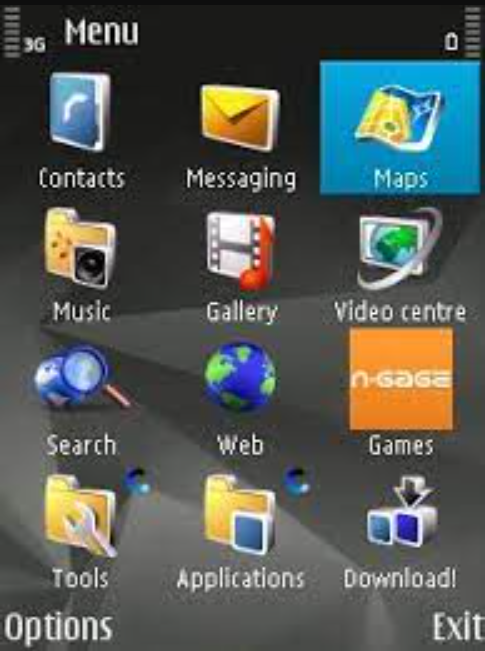 3G Menu
Contacts Messaging Maps
Music Gallery Video centre
n-gage
Search Web Games
Tools Applications Download!
Options Exit